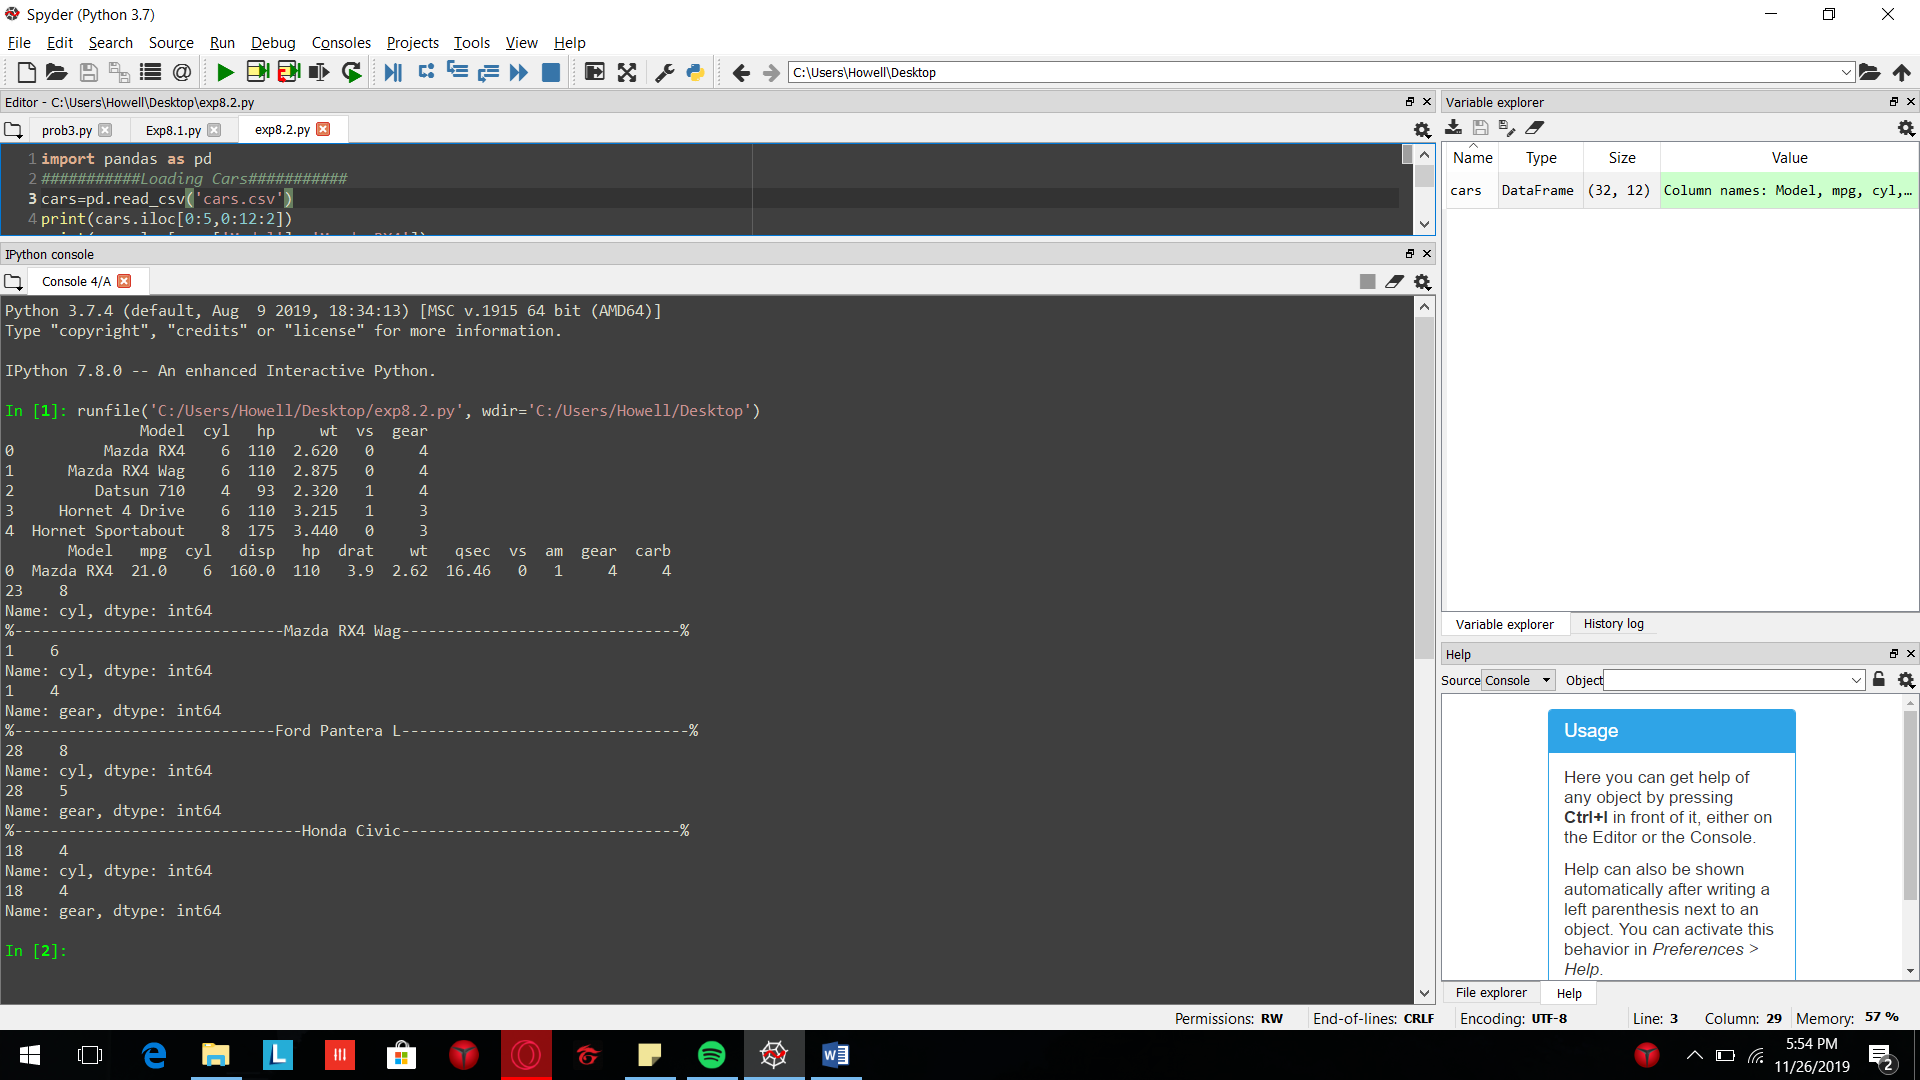 Spyder (Python 3.7)
File Edit Search Source Run Debug Consoles Projects Tools View Help
C:\Users\Howell\Desktop
Editor - C:\Users\Howell\Desktop\exp8.2.py
prob3.py Exp8.1.py exp8.2.py
1 import pandas as pd
2 ###########Loading Cars###########
3 cars=pd.read_csv('cars.csv')
4 print(cars.iloc[0:5,0:12:2])
IPython console
Console 4/A
Python 3.7.4 (default, Aug  9 2019, 18:34:13) [MSC v.1915 64 bit (AMD64)]
Type "copyright", "credits" or "license" for more information.
IPython 7.8.0 -- An enhanced Interactive Python.
In [1]: runfile('C:/Users/Howell/Desktop/exp8.2.py', wdir='C:/Users/Howell/Desktop')
               Model  cyl   hp     wt  vs  gear
0          Mazda RX4    6  110  2.620   0     4
1      Mazda RX4 Wag    6  110  2.875   0     4
2         Datsun 710    4   93  2.320   1     4
3     Hornet 4 Drive    6  110  3.215   1     3
4  Hornet Sportabout    8  175  3.440   0     3
       Model   mpg  cyl   disp   hp  drat    wt   qsec  vs  am  gear  carb
0  Mazda RX4  21.0    6  160.0  110   3.9  2.62  16.46   0   1     4     4
23    8
Name: cyl, dtype: int64
%------------------------------Mazda RX4 Wag-------------------------------%
1    6
Name: cyl, dtype: int64
1    4
Name: gear, dtype: int64
%-----------------------------Ford Pantera L--------------------------------%
28    8
Name: cyl, dtype: int64
28    5
Name: gear, dtype: int64
%--------------------------------Honda Civic-------------------------------%
18    4
Name: cyl, dtype: int64
18    4
Name: gear, dtype: int64
In [2]:
Variable explorer
Name Type Size Value
cars DataFrame (32, 12) Column names: Model, mpg, cyl,…
Variable explorer History log
Help
Source Console Object
Usage
Here you can get help of
any object by pressing
Ctrl+I in front of it, either on
the Editor or the Console.
Help can also be shown
automatically after writing a
left parenthesis next to an
object. You can activate this
behavior in Preferences >
Help.
File explorer Help
Permissions: RW End-of-lines: CRLF Encoding: UTF-8 Line: 3 Column: 29 Memory: 57 %
5:54 PM
11/26/2019
2